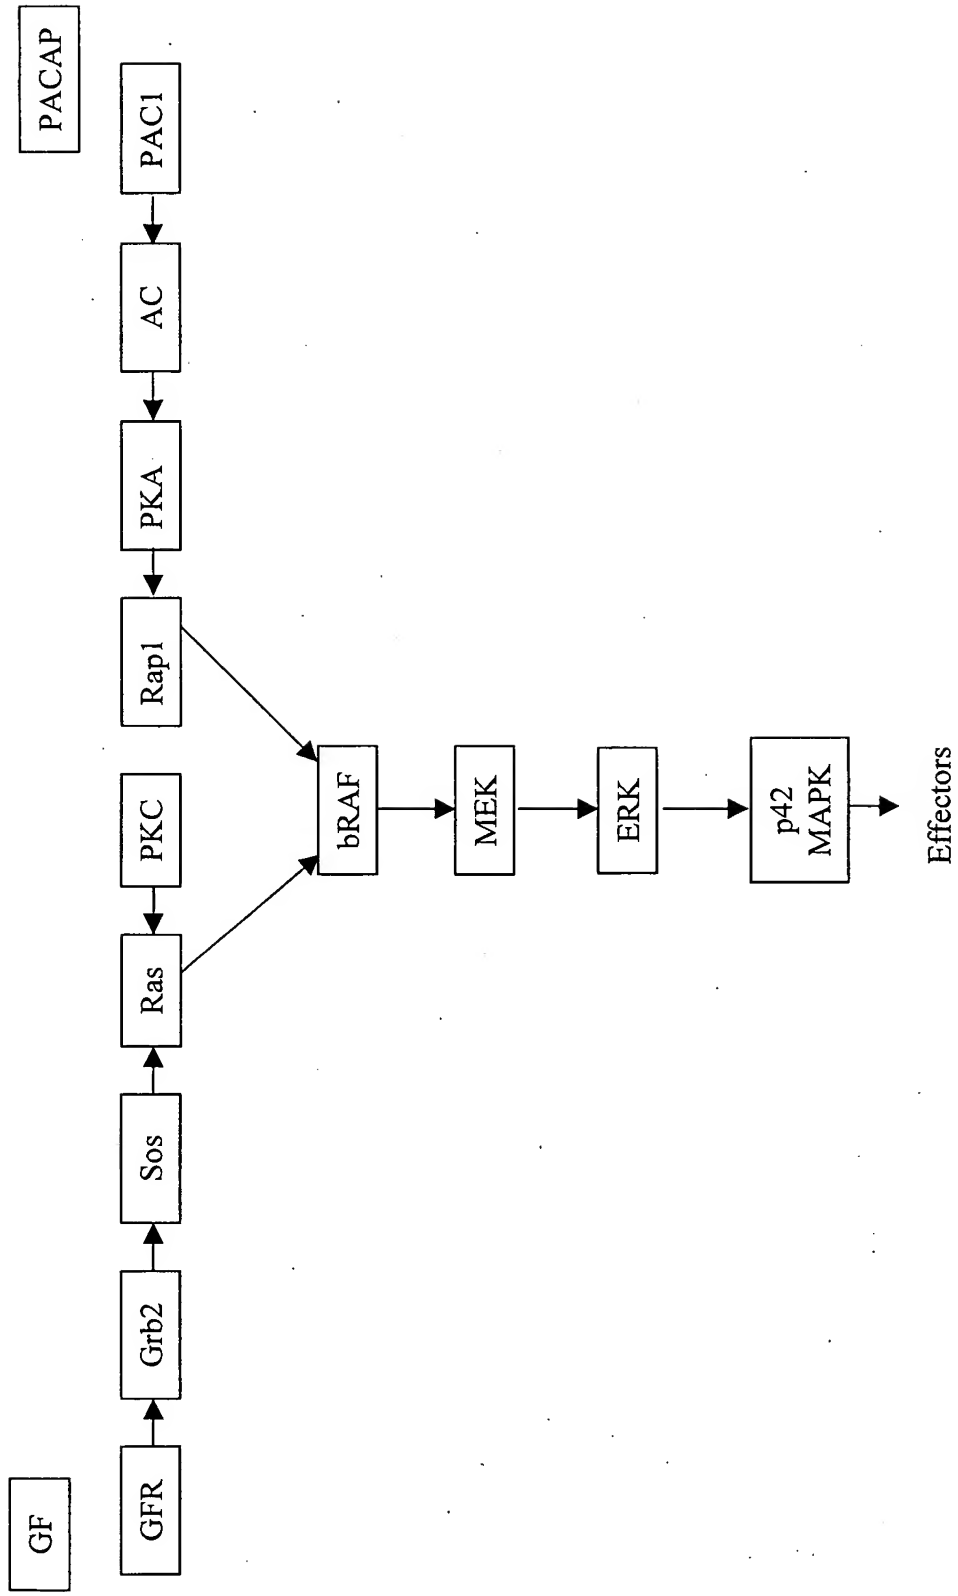 GF
PACAP
GFR
Grb2
Sos
Ras
PKC
Rap1
PKA
AC
PAC1
bRAF
MEK
ERK
p42
MAPK
Effectors